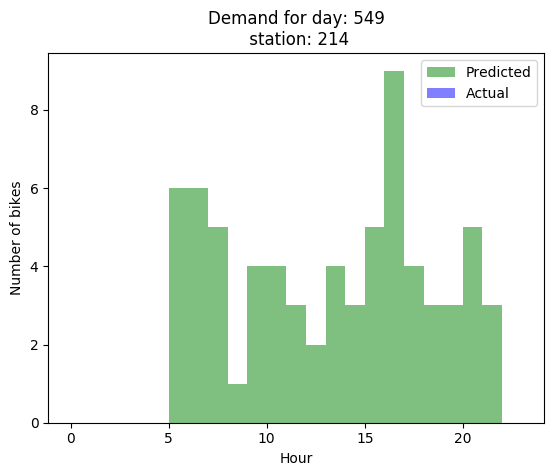 Demand for day: 549
station: 214
Predicted
Actual
Number of bikes
8
6
4
2
0
0
5
10
15
20
Hour